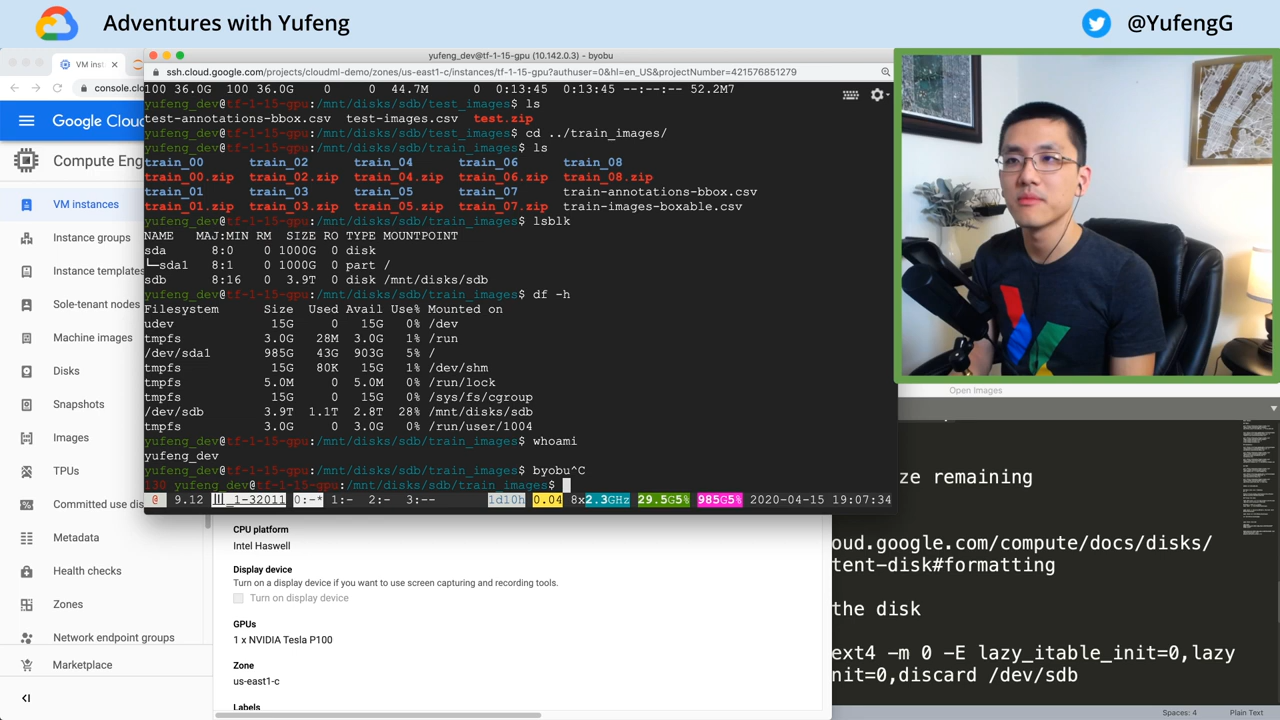 Adventures with Yufeng
@YufengG
yufeng_dev@tf-1-15-gpu (10.142.0.3) - byobu
VM inst
ssh.cloud.google.com/projects/cloudml-demo/zones/us-east1-c/instances/tf-1-15-gpu?authuser=0&hl=en_US&projectNumber=421576851279
console.clo
100 36.0G 100 36.0G 0 0 44.7M 0 0:13:45 0:13:45 --:--:-- 52.2M7
yufeng_dev@tf-1-15-gpu:/mnt/disks/sdb/test_images$ ls
test-annotations-bbox.csv test-images.csv test.zip
yufeng_dev@tf-1-15-gpu:/mnt/disks/sdb/test_images$ cd ../train_images/
yufeng_dev@tf-1-15-gpu:/mnt/disks/sdb/train_images$ ls
train_00 train_02 train_04 train_06 train_08
train_00.zip train_02.zip train_04.zip train_06.zip train_08.zip
train_01 train_03 train_05 train_07 train-annotations-bbox.csv
train_01.zip train_03.zip train_05.zip train_07.zip train-images-boxable.csv
yufeng_dev@tf-1-15-gpu:/mnt/disks/sdb/train_images$ lsblk
NAME MAJ:MIN RM SIZE RO TYPE MOUNTPOINT
sda 8:0 0 1000G 0 disk
└─sda1 8:1 0 1000G 0 part /
sdb 8:16 0 3.9T 0 disk /mnt/disks/sdb
yufeng_dev@tf-1-15-gpu:/mnt/disks/sdb/train_images$ df -h
Filesystem Size Used Avail Use% Mounted on
udev 15G 0 15G 0% /dev
tmpfs 3.0G 28M 3.0G 1% /run
/dev/sda1 985G 43G 903G 5% /
tmpfs 15G 80K 15G 1% /dev/shm
tmpfs 5.0M 0 5.0M 0% /run/lock
tmpfs 15G 0 15G 0% /sys/fs/cgroup
/dev/sdb 3.9T 1.1T 2.8T 28% /mnt/disks/sdb
tmpfs 3.0G 0 3.0G 0% /run/user/1004
yufeng_dev@tf-1-15-gpu:/mnt/disks/sdb/train_images$ whoami
yufeng_dev
yufeng_dev@tf-1-15-gpu:/mnt/disks/sdb/train_images$ byobu^C
130 yufeng_dev@tf-1-15-gpu:/mnt/disks/sdb/train_images$
@ 9.12 _1-32011 0:-* 1:- 2:- 3:-- 1d10h 0.04 8x2.3GHz 29.5G5% 985G5% 2020-04-15 19:07:34
Google Clou
Compute Eng
VM instances
Instance groups
Instance templates
Sole-tenant nodes
Machine images
Disks
Snapshots
Images
TPUs
Committed use dis
Metadata
Health checks
Zones
Network endpoint groups
Marketplace
CPU platform
Intel Haswell
Display device
Turn on a display device if you want to use screen capturing and recording tools.
Turn on display device
GPUs
1 x NVIDIA Tesla P100
Zone
us-east1-c
Labels
Open Images
ze remaining
oud.google.com/compute/docs/disks/
tent-disk#formatting
the disk
ext4 -m 0 -E lazy_itable_init=0,lazy
nit=0,discard /dev/sdb
Spaces: 4 Plain Text